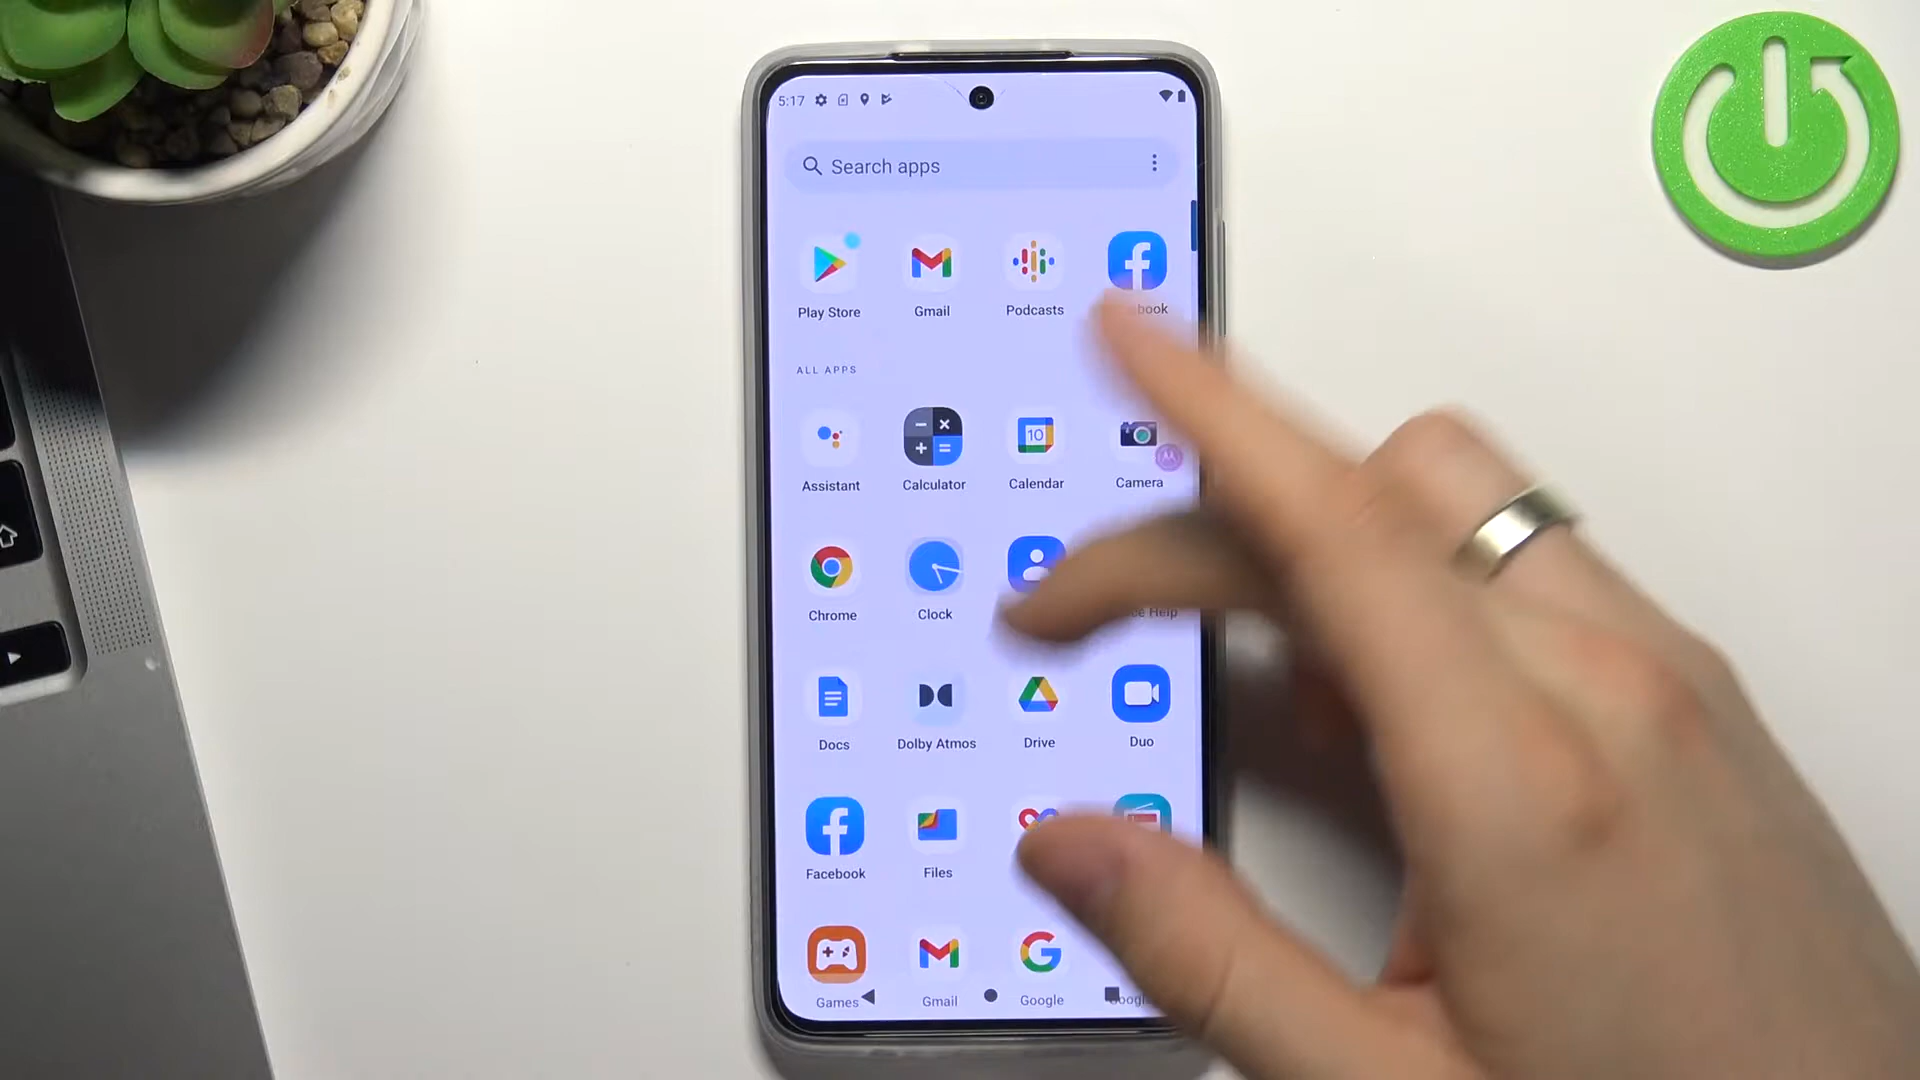 5:17
Search apps
Play Store Gmail Podcasts book
ALL APPS
10
Assistant Calculator Calendar Camera
Chrome Clock Help
Docs Dolby Atmos Drive Duo
Facebook Files
Games Gmail Google